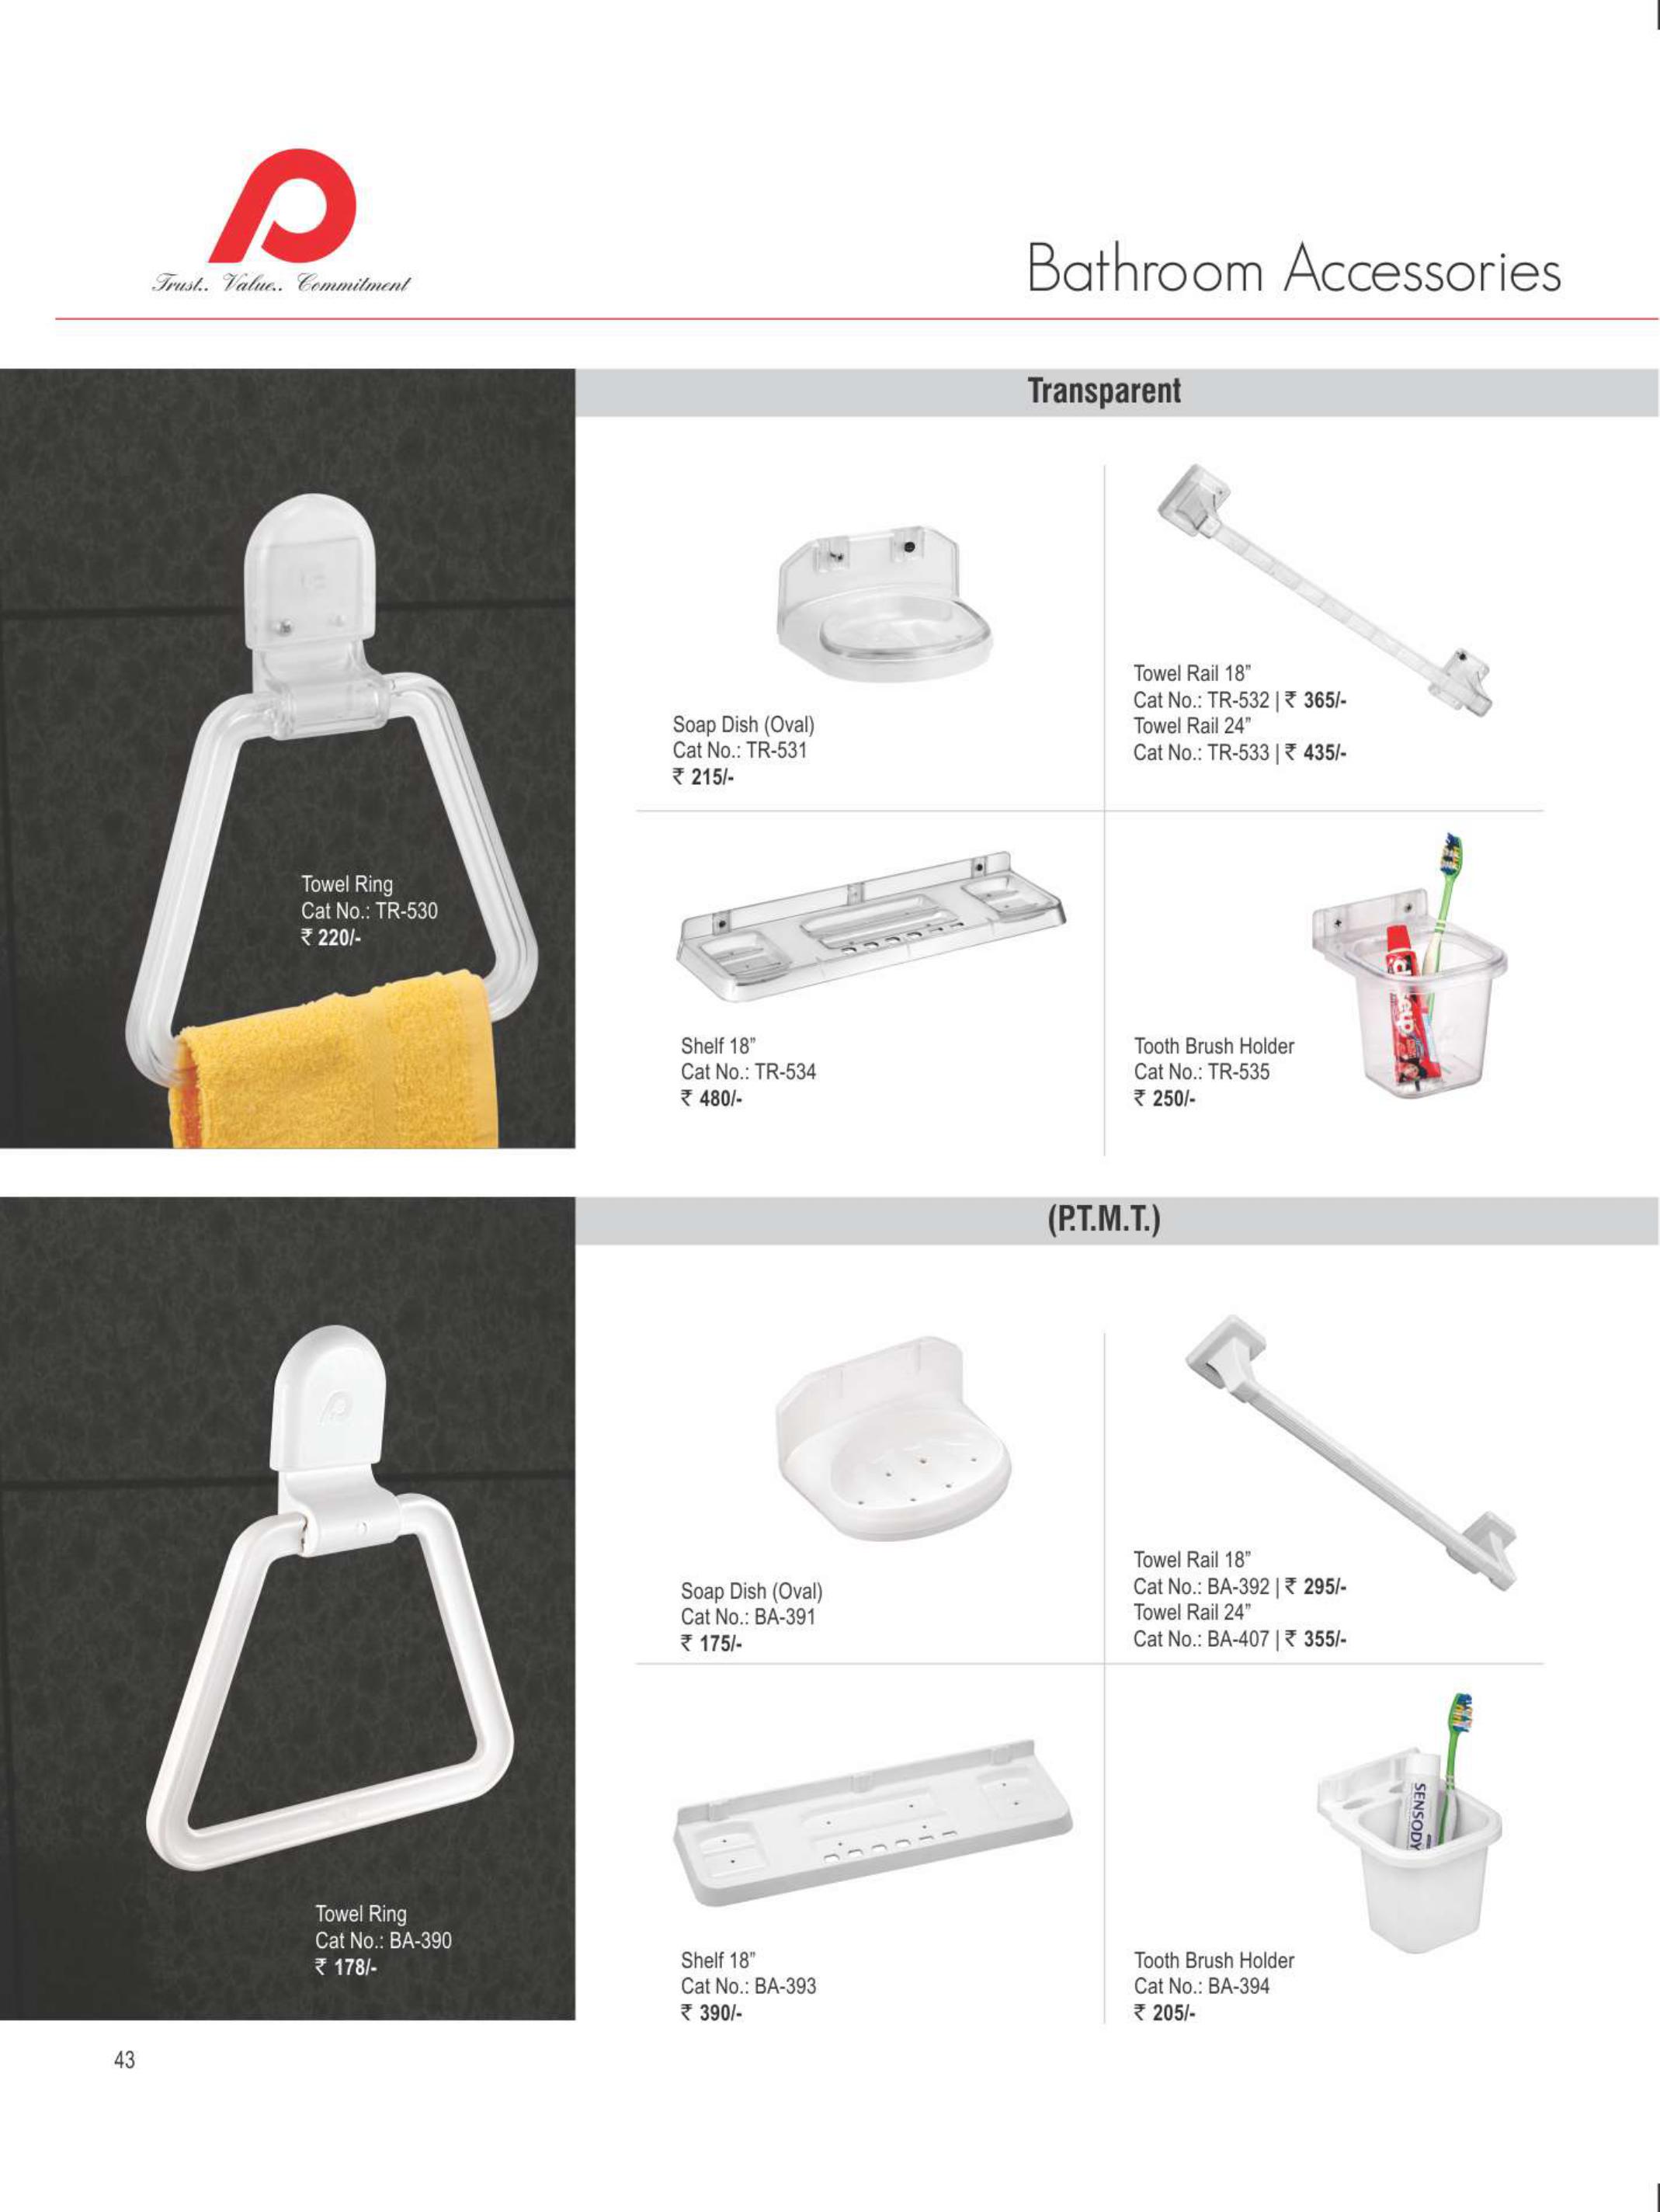 Trust.. Value.. Commitment
Bathroom Accessories
Transparent
Towel Ring
Cat No.: TR-530
₹ 220/-
Soap Dish (Oval)
Cat No.: TR-531
₹ 215/-
Towel Rail 18”
Cat No.: TR-532 | ₹ 365/-
Towel Rail 24”
Cat No.: TR-533 | ₹ 435/-
Shelf 18”
Cat No.: TR-534
₹ 480/-
closeup
Tooth Brush Holder
Cat No.: TR-535
₹ 250/-
(P.T.M.T.)
Towel Ring
Cat No.: BA-390
₹ 178/-
Soap Dish (Oval)
Cat No.: BA-391
₹ 175/-
Towel Rail 18”
Cat No.: BA-392 | ₹ 295/-
Towel Rail 24”
Cat No.: BA-407 | ₹ 355/-
Shelf 18”
Cat No.: BA-393
₹ 390/-
SENSODY
Tooth Brush Holder
Cat No.: BA-394
₹ 205/-
43